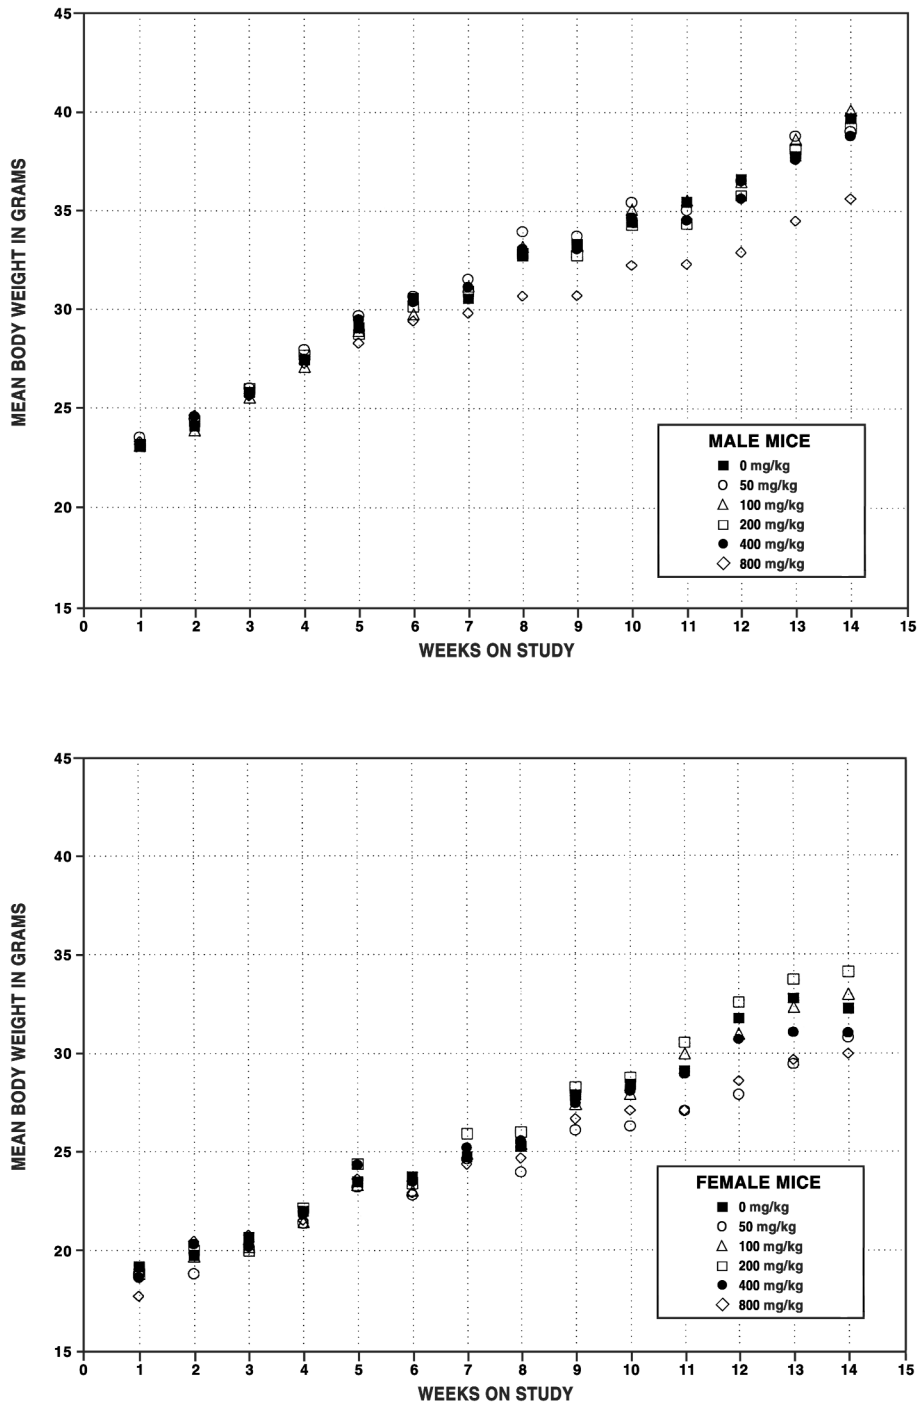 45
40
35
30
25
20
15
MEAN BODY WEIGHT IN GRAMS
MALE MICE
0 mg/kg
50 mg/kg
100 mg/kg
200 mg/kg
400 mg/kg
800 mg/kg
0 1 2 3 4 5 6 7 8 9 10 11 12 13 14 15
WEEKS ON STUDY
45
40
35
30
25
20
15
MEAN BODY WEIGHT IN GRAMS
FEMALE MICE
0 mg/kg
50 mg/kg
100 mg/kg
200 mg/kg
400 mg/kg
800 mg/kg
0 1 2 3 4 5 6 7 8 9 10 11 12 13 14 15
WEEKS ON STUDY